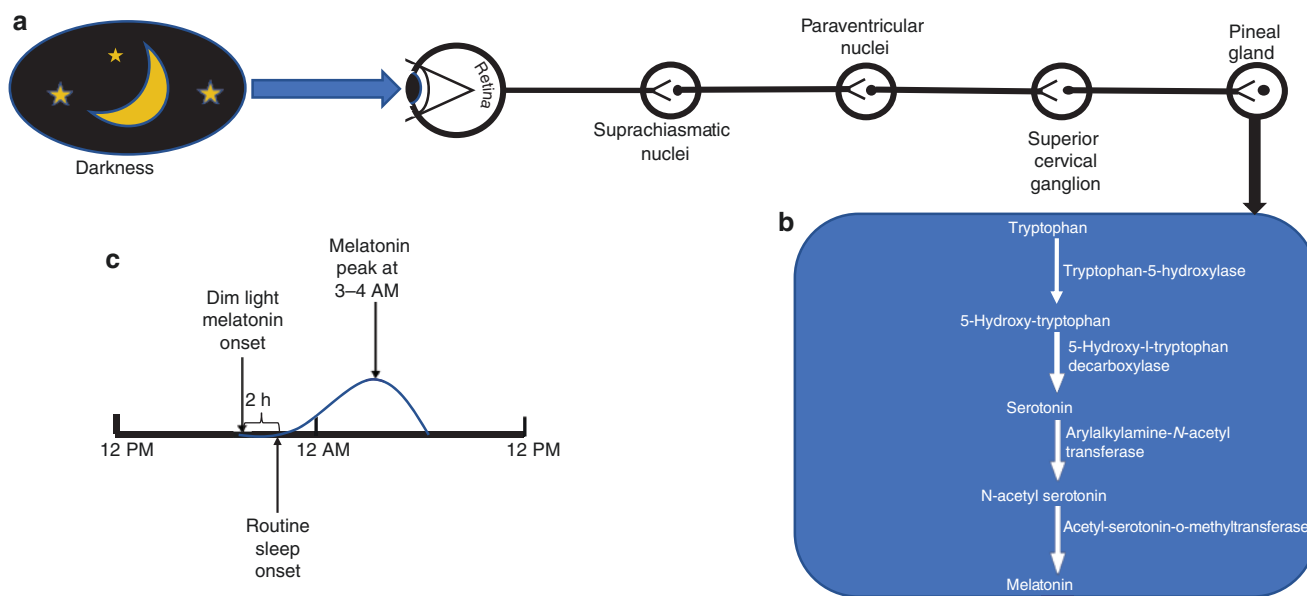 a
Darkness
Retina
Suprachiasmatic
nuclei
Paraventricular
nuclei
Superior
cervical
ganglion
Pineal
gland
b
Tryptophan
Tryptophan-5-hydroxylase
5-Hydroxy-tryptophan
5-Hydroxy-l-tryptophan
decarboxylase
Serotonin
Arylalkylamine-N-acetyl
transferase
N-acetyl serotonin
Acetyl-serotonin-o-methyltransferase
Melatonin
c
Dim light
melatonin
onset
Melatonin
peak at
3–4 AM
2 h
12 PM
12 AM
12 PM
Routine
sleep
onset